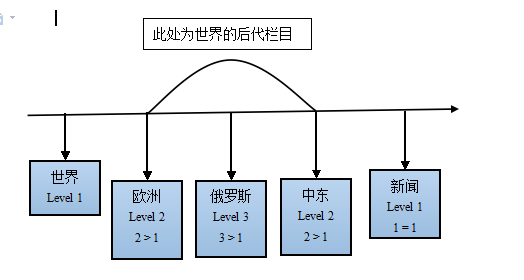 此处为世界的后代栏目
世界
Level 1
欧洲
Level 2
2 > 1
俄罗斯
Level 3
3 > 1
中东
Level 2
2 > 1
新闻
Level 1
1 = 1